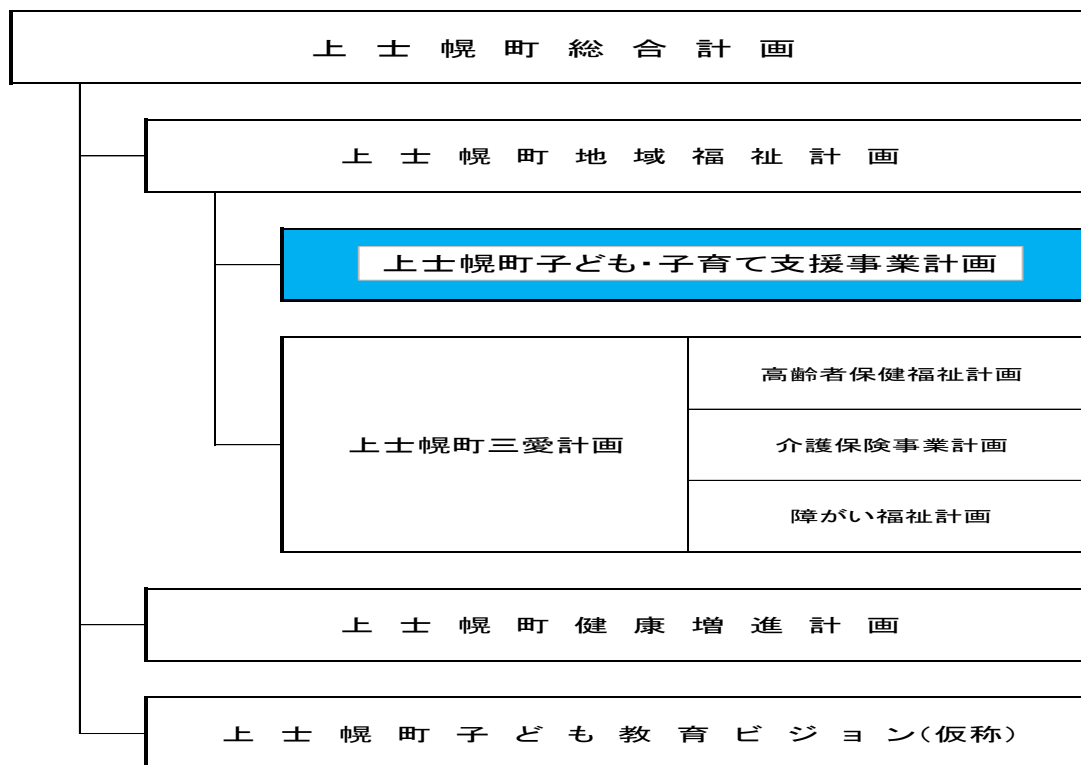 上士幌町総合計画
上士幌町地域福祉計画
上士幌町子ども・子育て支援事業計画
上士幌町三愛計画
高齢者保健福祉計画
介護保険事業計画
障がい福祉計画
上士幌町健康増進計画
上士幌町子ども教育ビジョン(仮称)